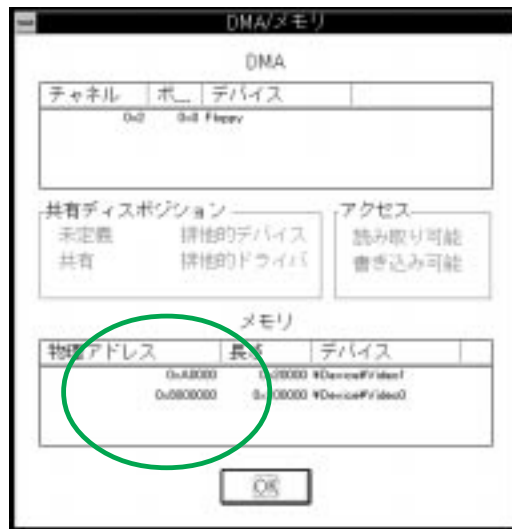 DMA/メモリ
DMA
チャネル ポ... デバイス
0x2 0x0 Floppy
共有ディスポジション アクセス
未定義 排他的デバイス 読み取り可能
共有 排他的ドライバ 書き込み可能
メモリ
物理アドレス 長さ デバイス
0xA0000 0x20000 ¥Device¥Video1
¥Device¥Video0
OK